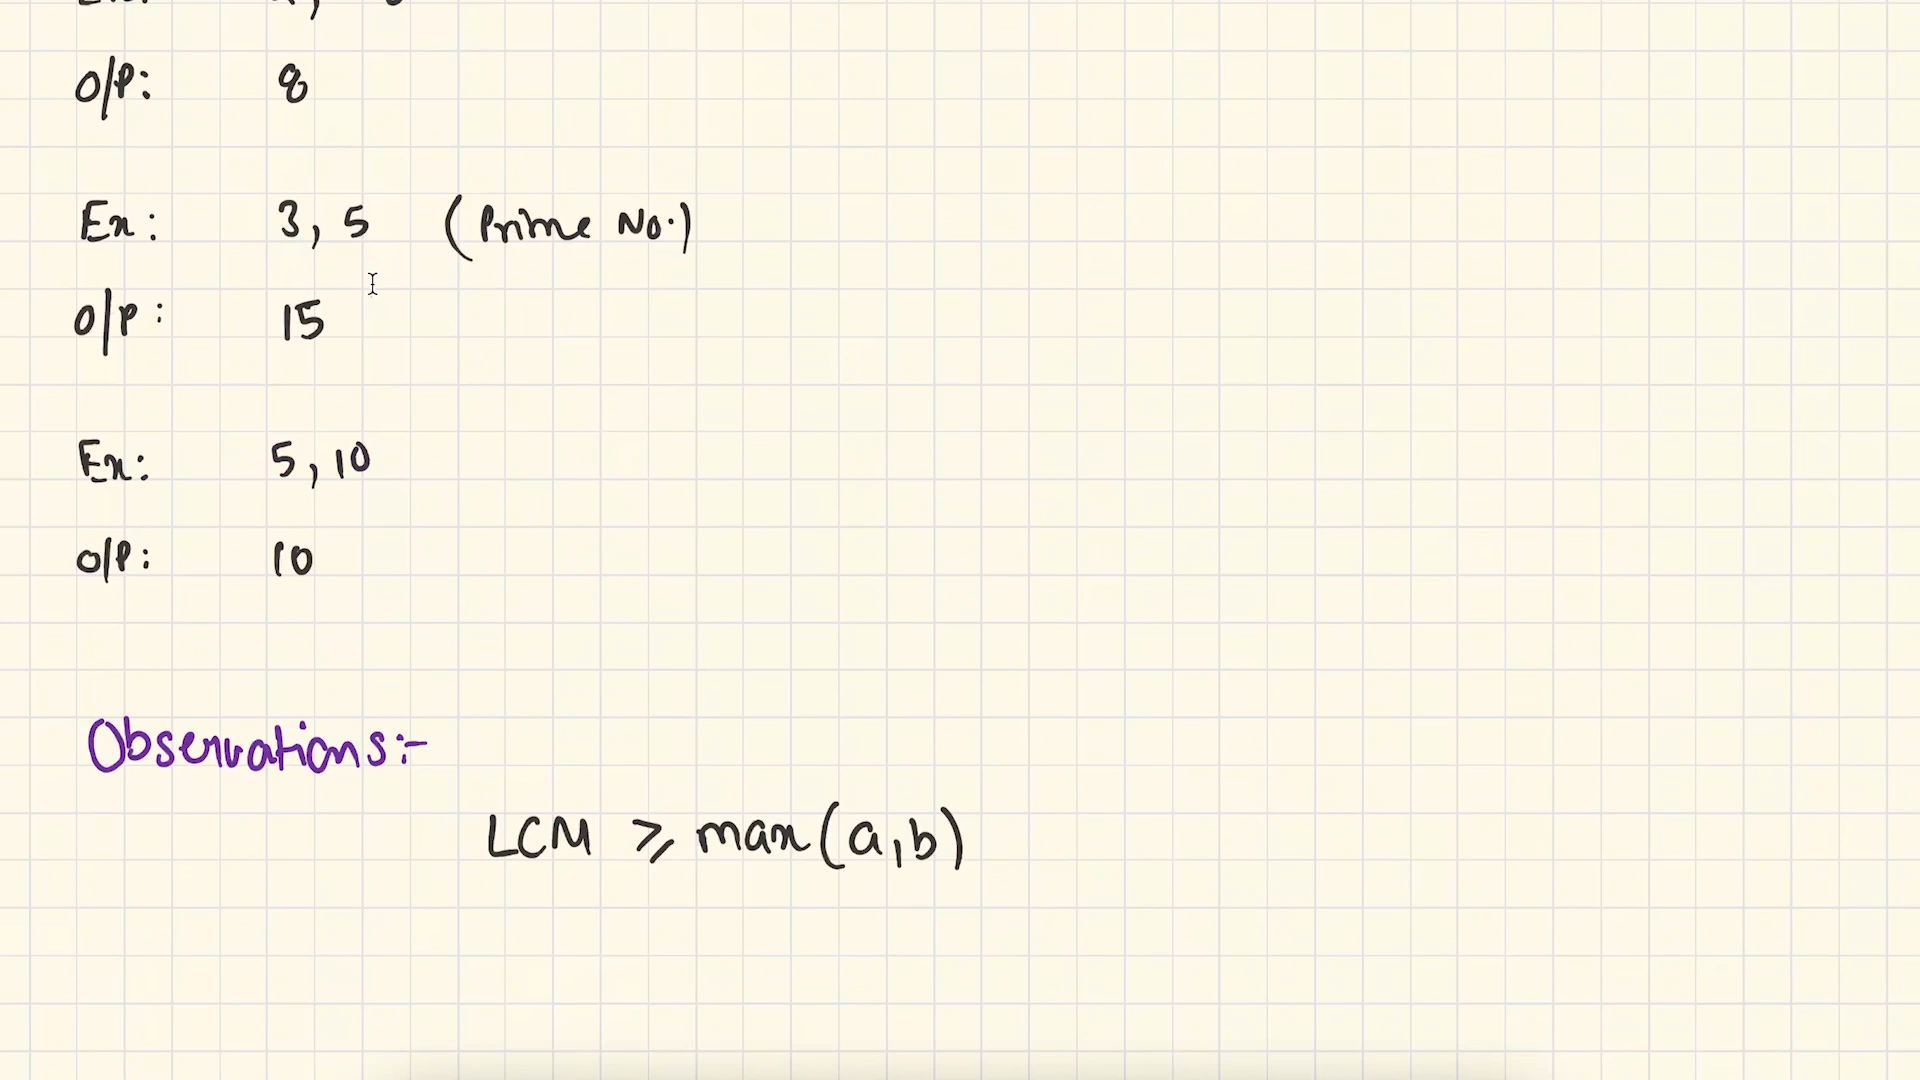 O/P: 8
Ex: 3, 5 (Prime No.)
O/P: 15
Ex: 5, 10
O/P: 10
Observations:-
LCM ⩾ max(a,b)